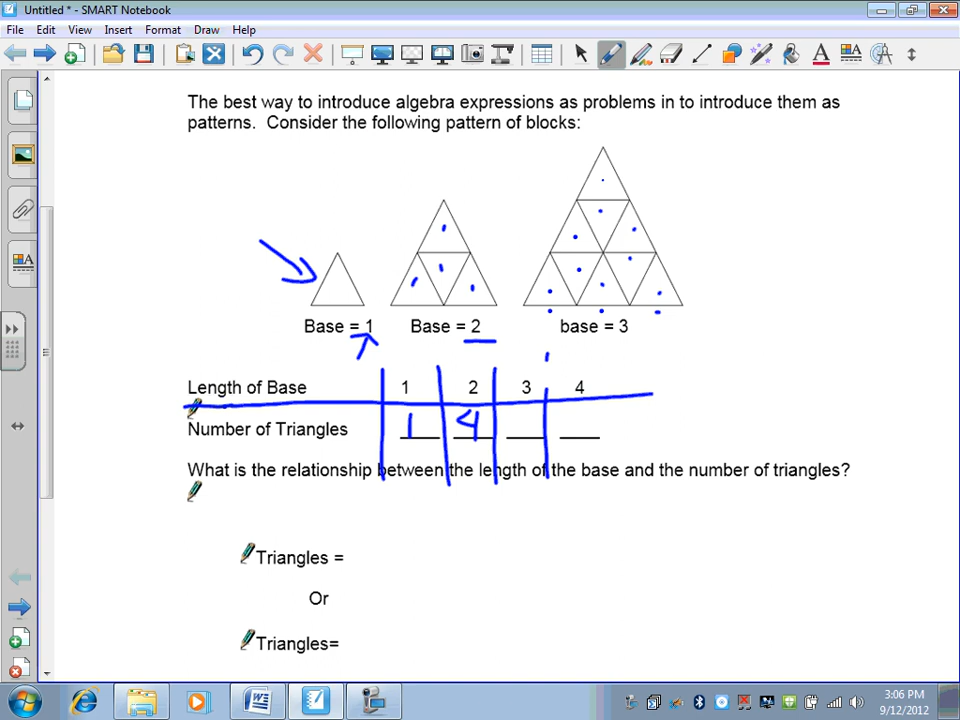 Untitled * - SMART Notebook
File Edit View Insert Format Draw Help
The best way to introduce algebra expressions as problems in to introduce them as
patterns. Consider the following pattern of blocks:
Base = 1 Base = 2 base = 3
Length of Base 1 2 3 4
Number of Triangles 1 4 ___ ___
What is the relationship between the length of the base and the number of triangles?
Triangles =
Or
Triangles=
3:06 PM
9/12/2012